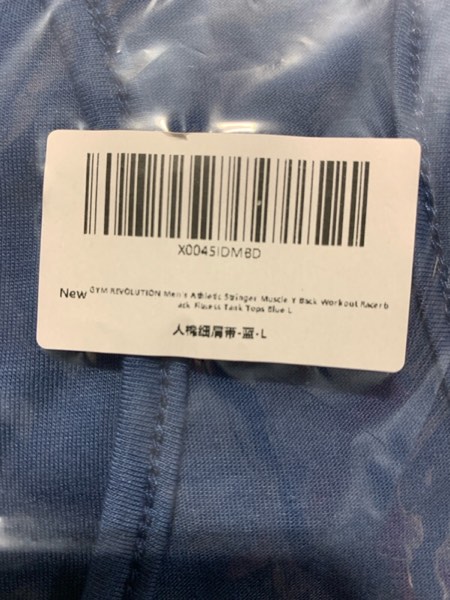 X0045IDMBD
New GYM REVOLUTION Men's Athletic Stringer Muscle Y Back Workout Racerb
ack Fitness Tank Tops Blue L
人棉细肩带-蓝-L